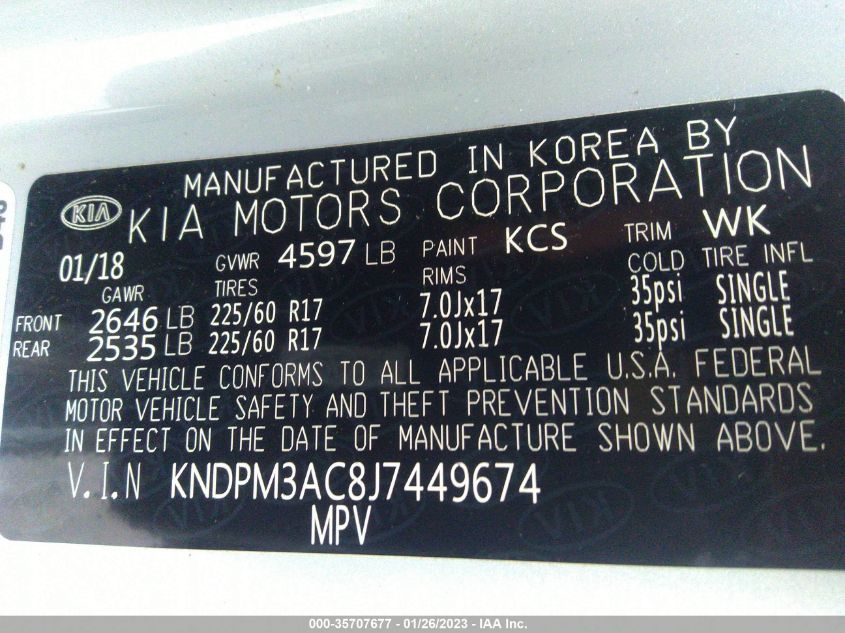 MANUFACTURED IN KOREA BY
KIA KIA MOTORS CORPORATION
01/18 GVWR 4597 LB PAINT KCS TRIM WK
GAWR TIRES RIMS COLD TIRE INFL
FRONT 2646 LB 225/60 R17 7.0Jx17 35psi SINGLE
REAR 2535 LB 225/60 R17 7.0Jx17 35psi SINGLE
THIS VEHICLE CONFORMS TO ALL APPLICABLE U.S.A. FEDERAL
MOTOR VEHICLE SAFETY AND THEFT PREVENTION STANDARDS
IN EFFECT ON THE DATE OF MANUFACTURE SHOWN ABOVE.
V.I.N KNDPM3AC8J7449674
MPV
000-35707677 - 01/26/2023 - IAA Inc.